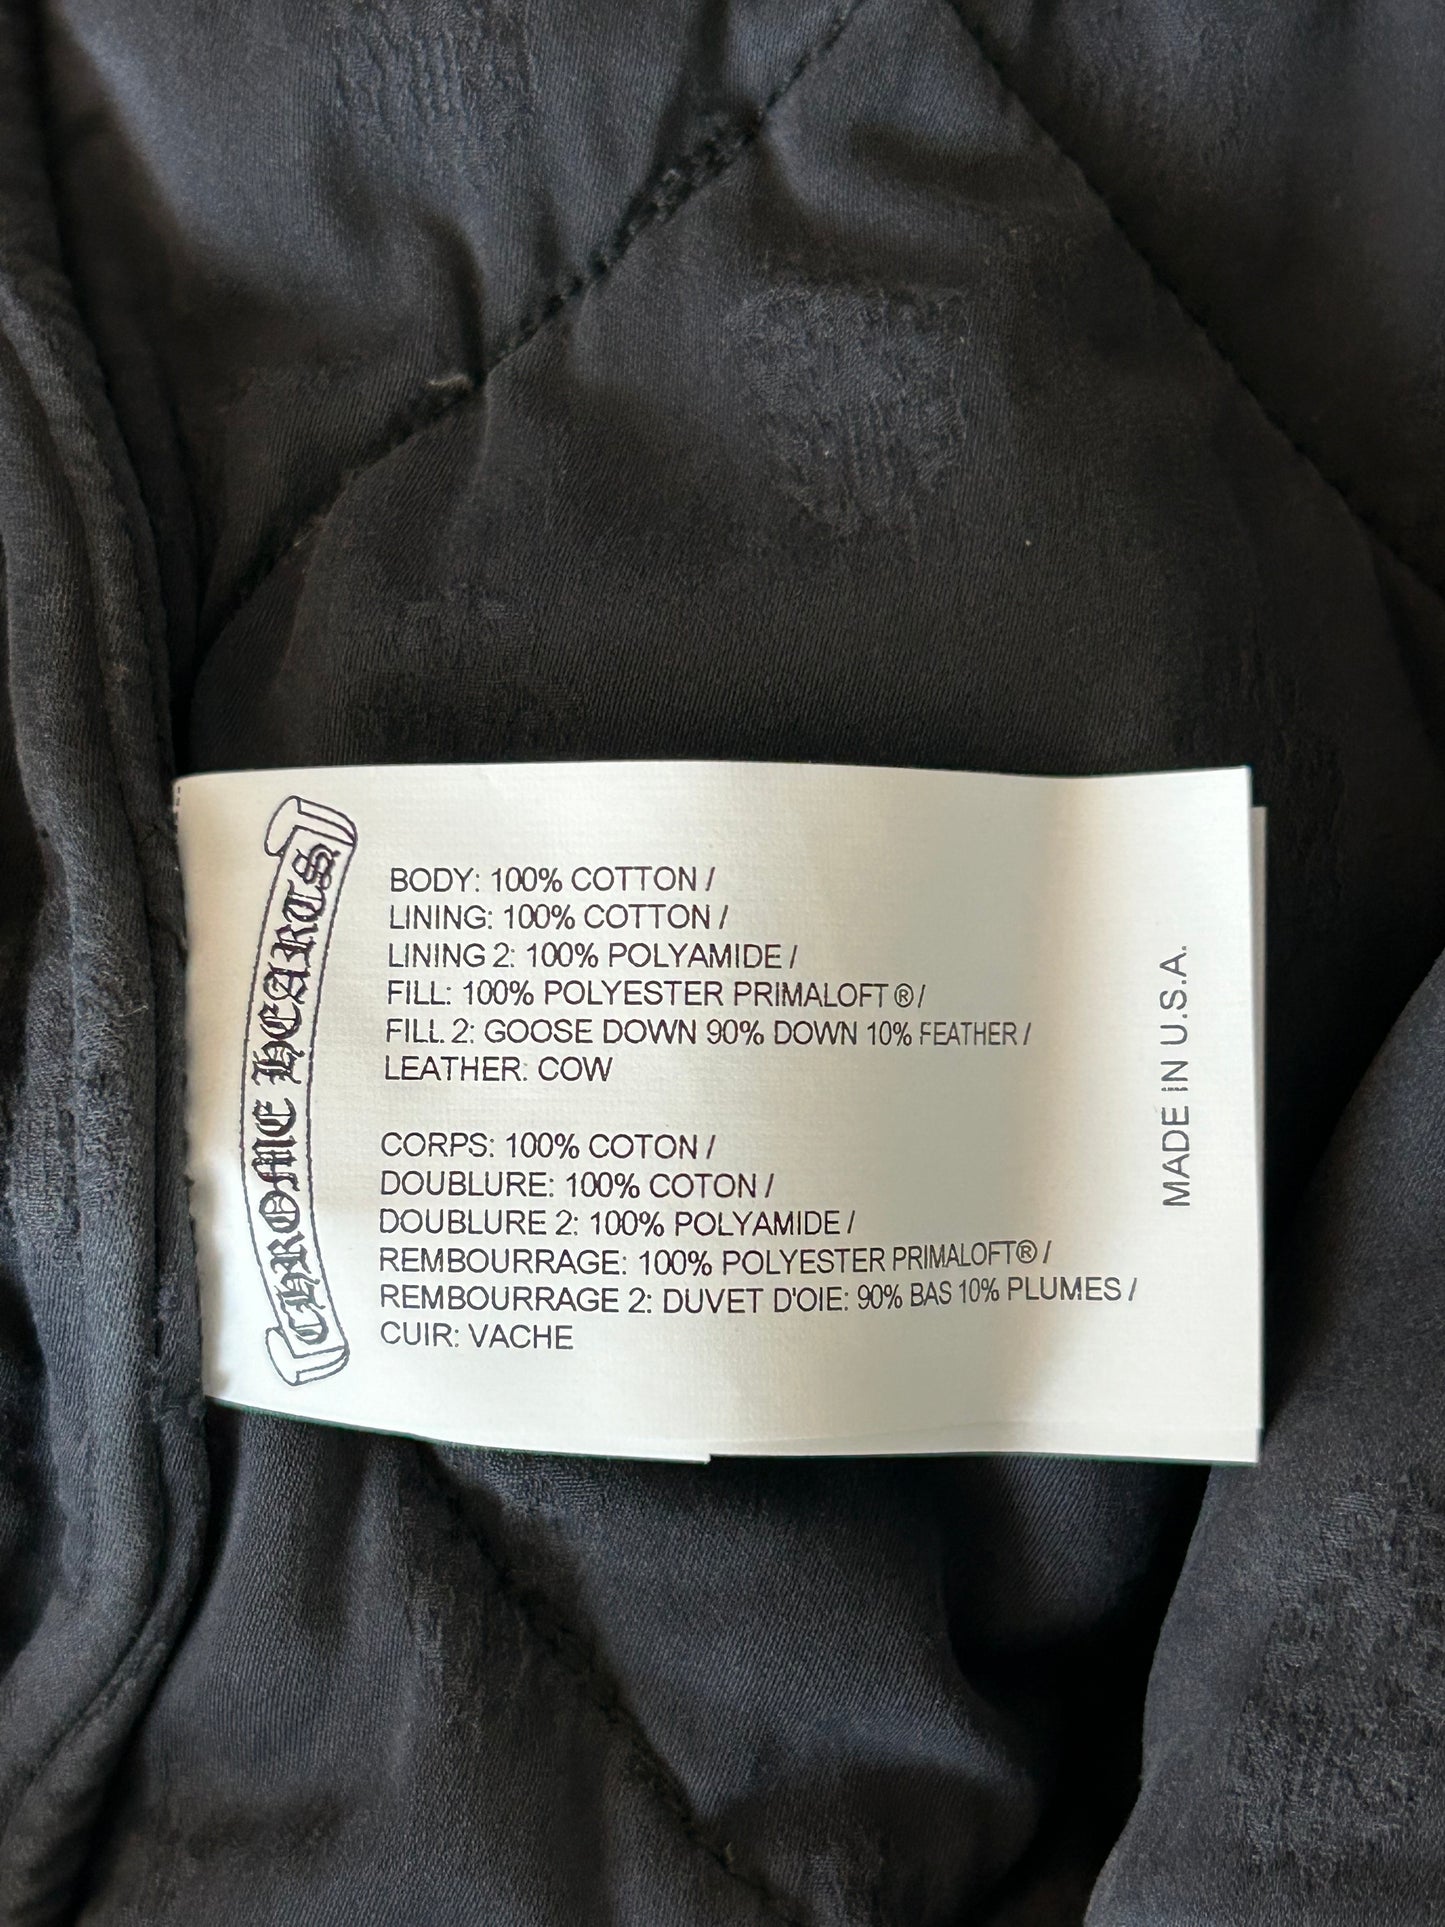 CHROME HEARTS
BODY: 100% COTTON /
LINING: 100% COTTON /
LINING 2: 100% POLYAMIDE /
FILL: 100% POLYESTER PRIMALOFT ® /
FILL 2: GOOSE DOWN 90% DOWN 10% FEATHER /
LEATHER: COW
CORPS: 100% COTON /
DOUBLURE: 100% COTON /
DOUBLURE 2: 100% POLYAMIDE /
REMBOURRAGE: 100% POLYESTER PRIMALOFT® /
REMBOURRAGE 2: DUVET D'OIE: 90% BAS 10% PLUMES /
CUIR: VACHE
MADE IN U.S.A.